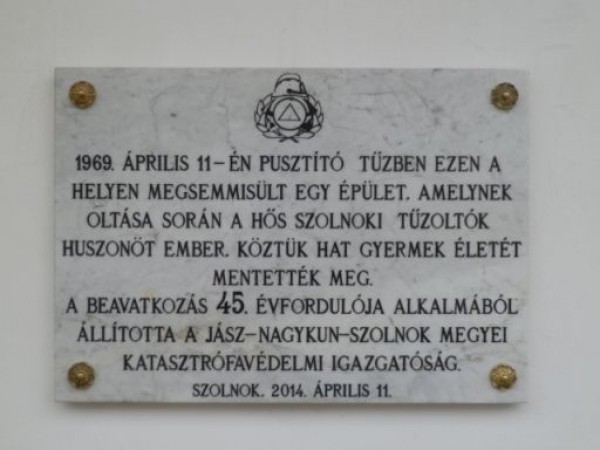 1969. ÁPRILIS 11-ÉN PUSZTÍTÓ TŰZBEN EZEN A
HELYEN MEGSEMMISÜLT EGY ÉPÜLET. AMELYNEK
OLTÁSA SORÁN A HŐS SZOLNOKI TŰZOLTÓK
HUSZONÖT EMBER. KÖZTÜK HAT GYERMEK ÉLETÉT
MENTETTÉK MEG.
A BEAVATKOZÁS 45. ÉVFORDULÓJA ALKALMÁBÓL
ÁLLÍTOTTA A JÁSZ-NAGYKUN-SZOLNOK MEGYEI
KATASZTRÓFAVÉDELMI IGAZGATÓSÁG.
SZOLNOK. 2014. ÁPRILIS 11.